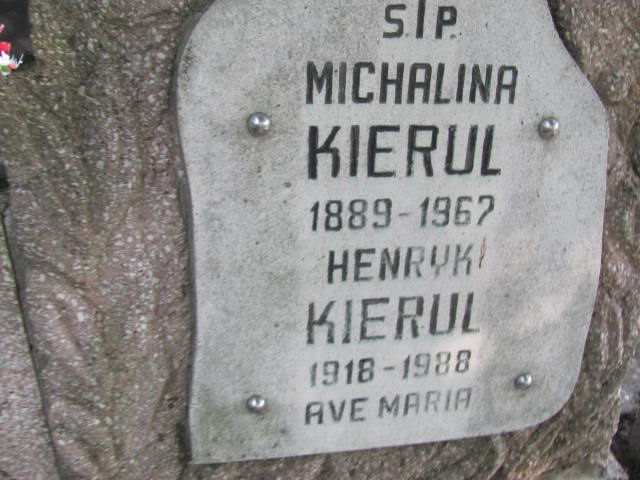 Ś.†P.
MICHALINA
KIERUL
1889-1967
HENRYK
KIERUL
1918-1988
AVE MARIA